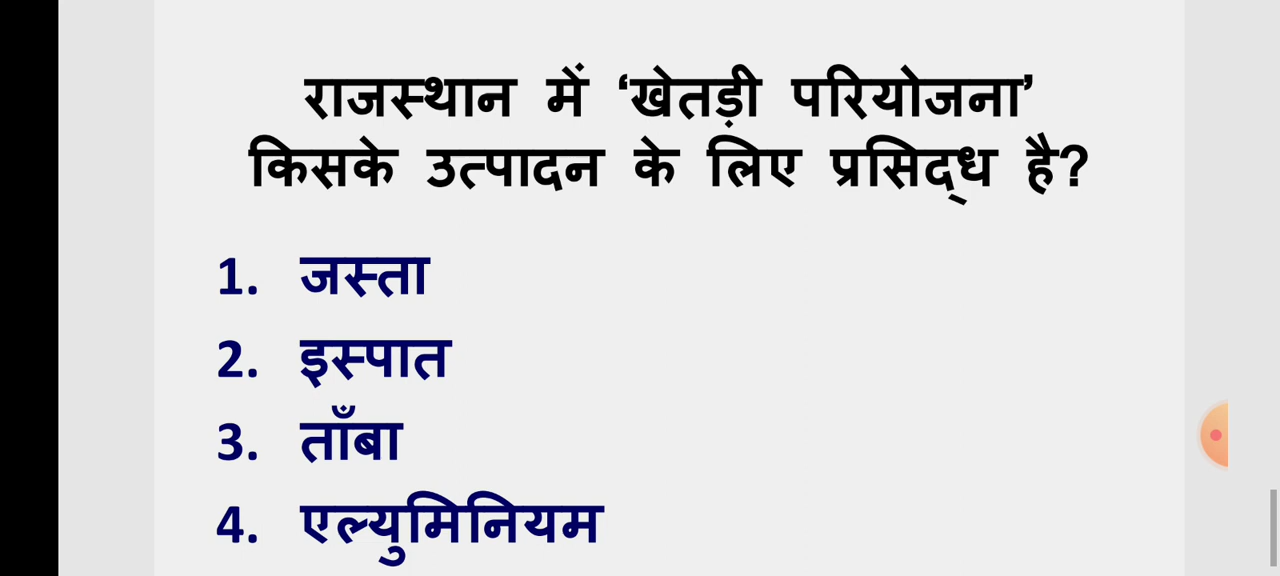 राजस्थान में ‘खेतड़ी परियोजना’
किसके उत्पादन के लिए प्रसिद्ध है?
1. जस्ता
2. इस्पात
3. ताँबा
4. एल्युमिनियम